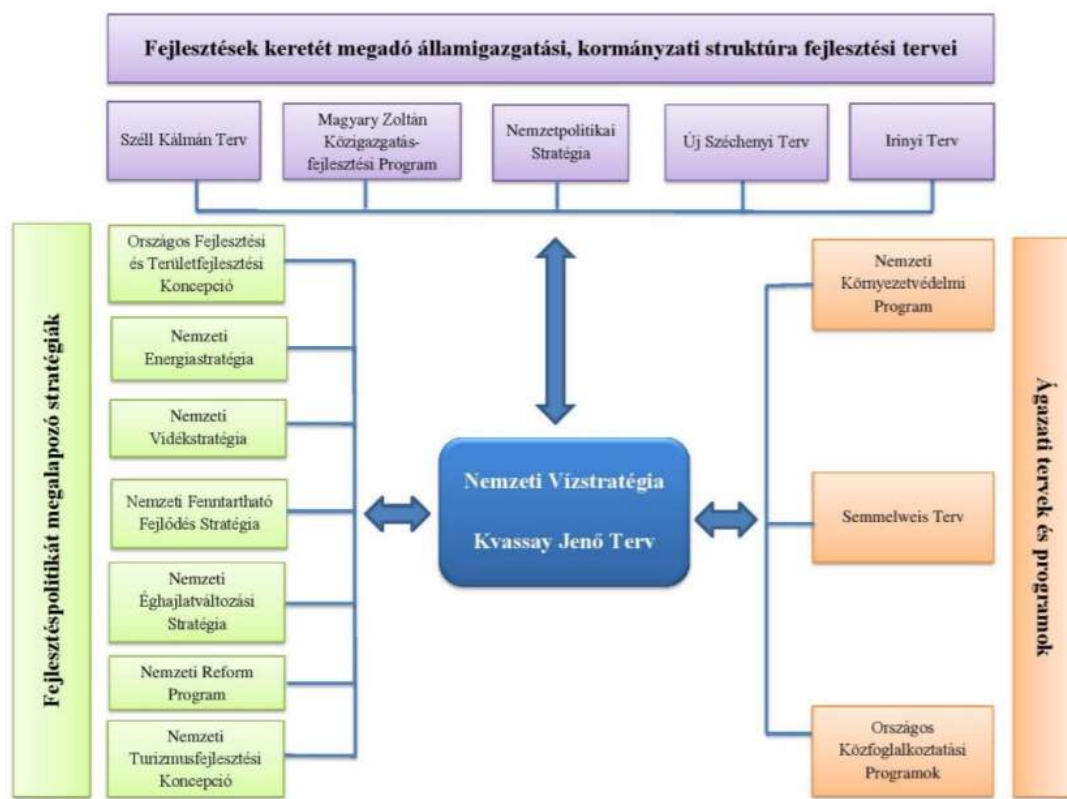 Fejlesztések keretét megadó államigazgatási, kormányzati struktúra fejlesztési tervei
Széll Kálmán Terv
Magyary Zoltán
Közigazgatás-
fejlesztési Program
Nemzetpolitikai
Stratégia
Új Széchenyi Terv
Irinyi Terv
Fejlesztéspolitikát megalapozó stratégiák
Országos Fejlesztési
és Területfejlesztési
Koncepció
Nemzeti
Energiastratégia
Nemzeti
Vidékstratégia
Nemzeti Fenntartható
Fejlődés Stratégia
Nemzeti
Éghajlatváltozási
Stratégia
Nemzeti Reform
Program
Nemzeti
Turizmusfejlesztési
Koncepció
Nemzeti Vízstratégia
Kvassay Jenő Terv
Nemzeti
Környezetvédelmi
Program
Semmelweis Terv
Országos
Közfoglalkoztatási
Programok
Ágazati tervek és programok